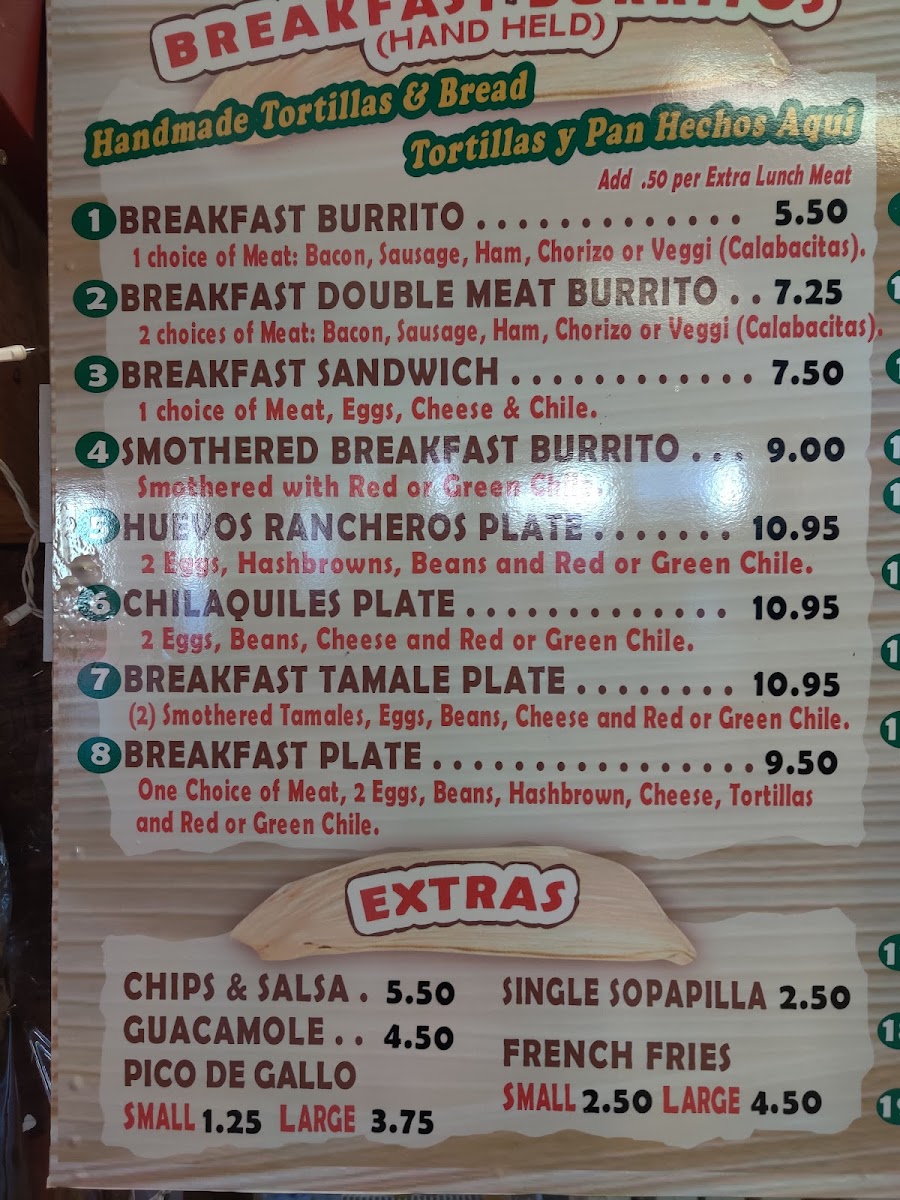 BREAKFAST BURRITOS
(HAND HELD)
Handmade Tortillas & Bread
Tortillas y Pan Hechos Aqui
Add .50 per Extra Lunch Meat
1 BREAKFAST BURRITO . . . . . . . . . . . . . 5.50
1 choice of Meat: Bacon, Sausage, Ham, Chorizo or Veggi (Calabacitas).
2 BREAKFAST DOUBLE MEAT BURRITO . . 7.25
2 choices of Meat: Bacon, Sausage, Ham, Chorizo or Veggi (Calabacitas).
3 BREAKFAST SANDWICH . . . . . . . . . . . . 7.50
1 choice of Meat, Eggs, Cheese & Chile.
4 SMOTHERED BREAKFAST BURRITO . . . 9.00
Smothered with Red or Green Chile.
5 HUEVOS RANCHEROS PLATE . . . . . . . 10.95
2 Eggs, Hashbrowns, Beans and Red or Green Chile.
6 CHILAQUILES PLATE . . . . . . . . . . . . . 10.95
2 Eggs, Beans, Cheese and Red or Green Chile.
7 BREAKFAST TAMALE PLATE . . . . . . . . 10.95
(2) Smothered Tamales, Eggs, Beans, Cheese and Red or Green Chile.
8 BREAKFAST PLATE . . . . . . . . . . . . . . . . 9.50
One Choice of Meat, 2 Eggs, Beans, Hashbrown, Cheese, Tortillas
and Red or Green Chile.
EXTRAS
CHIPS & SALSA . 5.50
GUACAMOLE . . 4.50
PICO DE GALLO
SMALL 1.25 LARGE 3.75
SINGLE SOPAPILLA 2.50
FRENCH FRIES
SMALL 2.50 LARGE 4.50